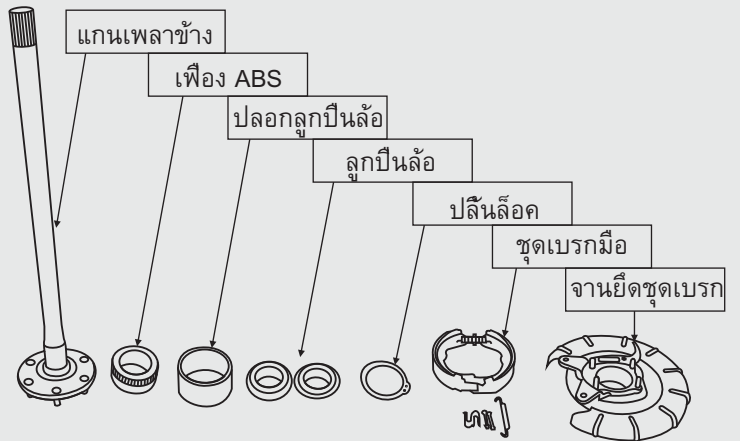 แกนเพลาข้าง
เฟือง ABS
ปลอกลูกปืนล้อ
ลูกปืนล้อ
ปลิ้นล็อค
ชุดเบรกมือ
จานยึดชุดเบรก